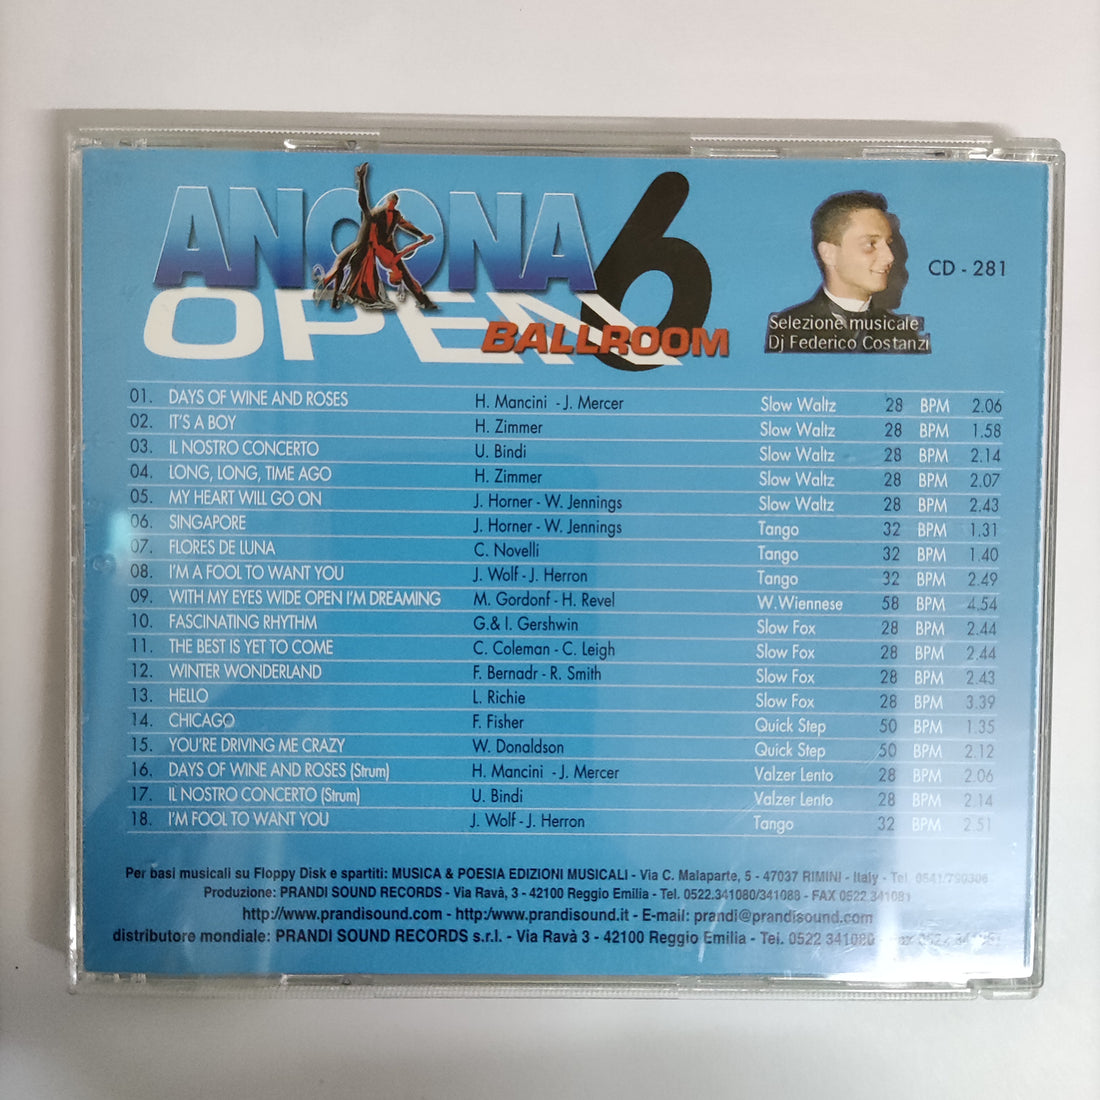 ANCONA 6
OPEN
BALLROOM
CD - 281
Selezione musicale
Dj Federico Costanzi
01. DAYS OF WINE AND ROSES H. Mancini - J. Mercer Slow Waltz 28 BPM 2.06
02. IT'S A BOY H. Zimmer Slow Waltz 28 BPM 1.58
03. IL NOSTRO CONCERTO U. Bindi Slow Waltz 28 BPM 2.14
04. LONG, LONG, TIME AGO H. Zimmer Slow Waltz 28 BPM 2.07
05. MY HEART WILL GO ON J. Horner - W. Jennings Slow Waltz 28 BPM 2.43
06. SINGAPORE J. Horner - W. Jennings Tango 32 BPM 1.31
07. FLORES DE LUNA C. Novelli Tango 32 BPM 1.40
08. I'M A FOOL TO WANT YOU J. Wolf - J. Herron Tango 32 BPM 2.49
09. WITH MY EYES WIDE OPEN I'M DREAMING M. Gordonf - H. Revel W.Wiennese 58 BPM 4.54
10. FASCINATING RHYTHM G.& I. Gershwin Slow Fox 28 BPM 2.44
11. THE BEST IS YET TO COME C. Coleman - C. Leigh Slow Fox 28 BPM 2.44
12. WINTER WONDERLAND F. Bernadr - R. Smith Slow Fox 28 BPM 2.43
13. HELLO L. Richie Slow Fox 28 BPM 3.39
14. CHICAGO F. Fisher Quick Step 50 BPM 1.35
15. YOU'RE DRIVING ME CRAZY W. Donaldson Quick Step 50 BPM 2.12
16. DAYS OF WINE AND ROSES (Strum) H. Mancini - J. Mercer Valzer Lento 28 BPM 2.06
17. IL NOSTRO CONCERTO (Strum) U. Bindi Valzer Lento 28 BPM 2.14
18. I'M FOOL TO WANT YOU J. Wolf - J. Herron Tango 32 BPM 2.51
Per basi musicali su Floppy Disk e spartiti: MUSICA & POESIA EDIZIONI MUSICALI - Via C. Malaparte, 5 - 47037 RIMINI - Italy - Tel. 0541/790306
Produzione: PRANDI SOUND RECORDS - Via Ravà, 3 - 42100 Reggio Emilia - Tel. 0522.341080/341088 - FAX 0522 341081
http://www.prandisound.com - http:/www.prandisound.it - E-mail: prandi@prandisound.com
distributore mondiale: PRANDI SOUND RECORDS s.r.l. - Via Ravà 3 - 42100 Reggio Emilia - Tel. 0522 341080 - Fax 0522 341081